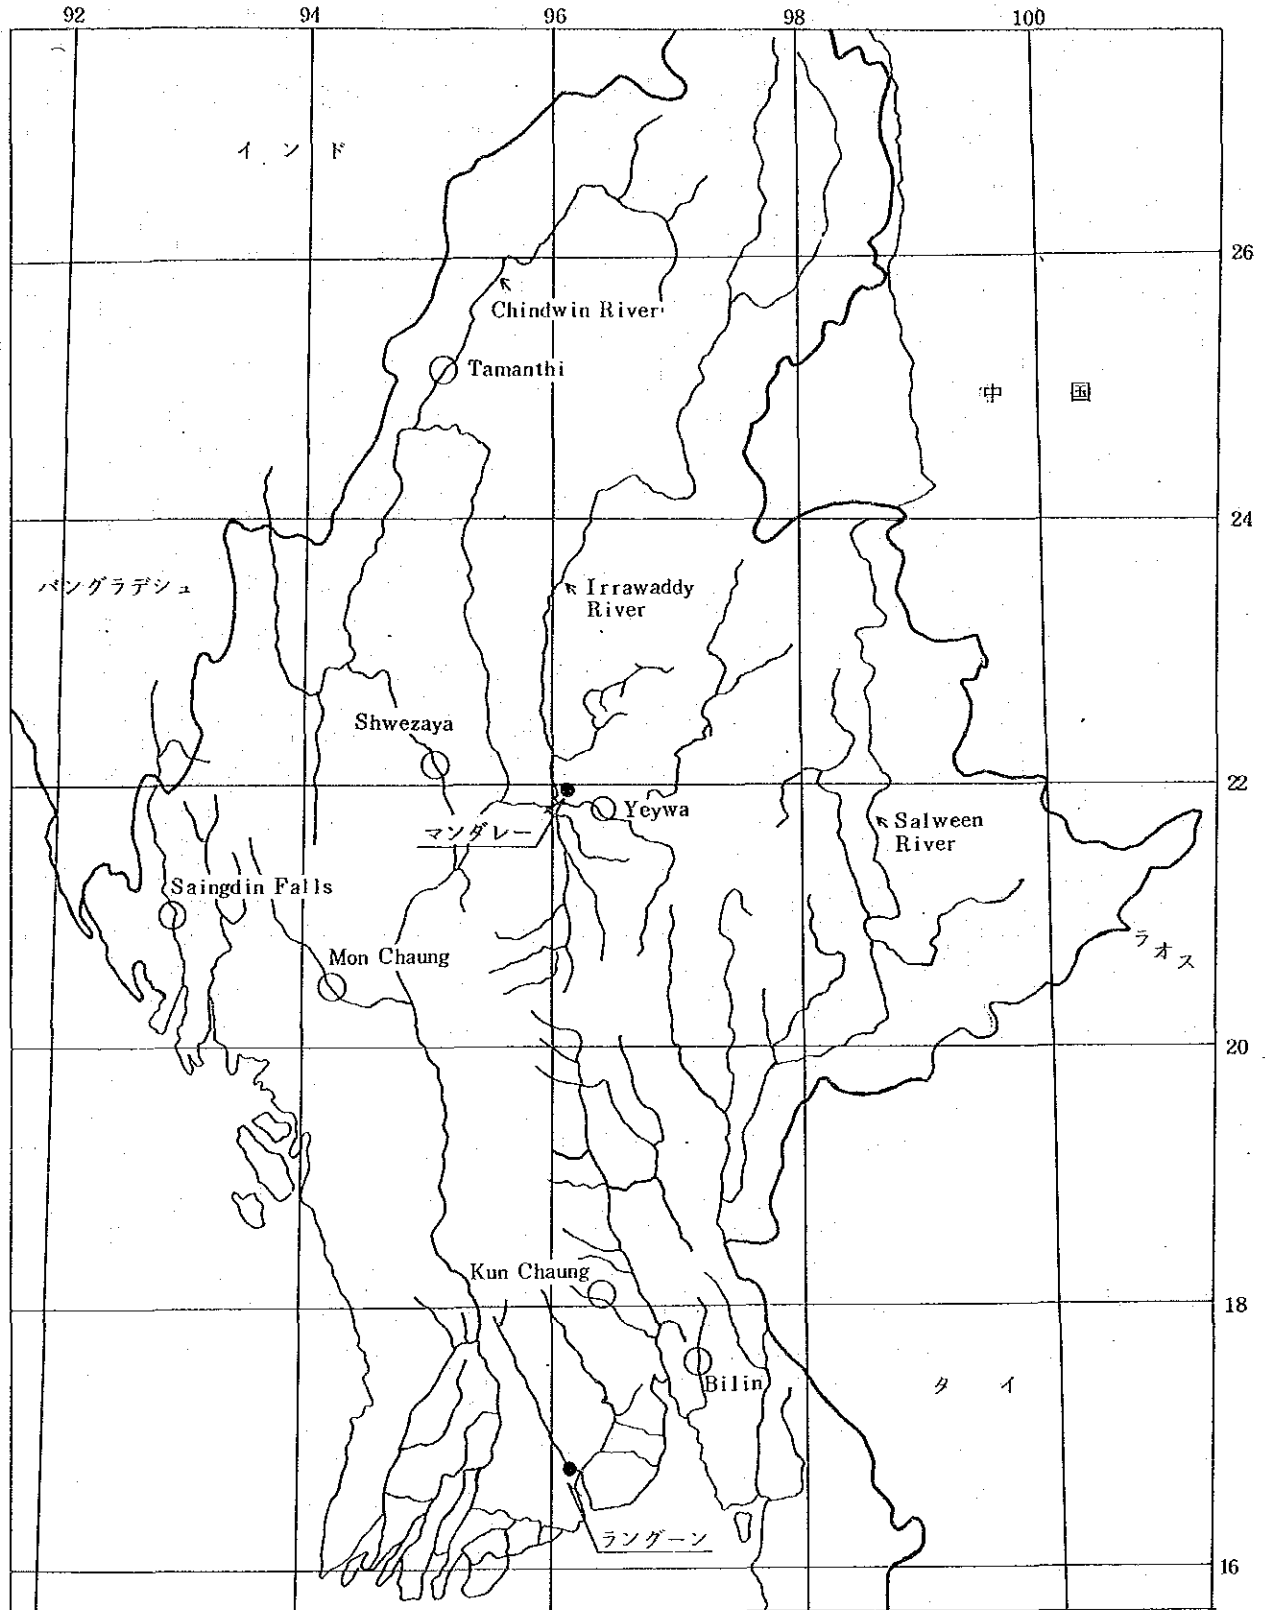 92 94 96 98 100
インド
26
Chindwin River
Tamanthi
中国
24
バングラデシュ
Irrawaddy
River
Shwezaya
22
Yeywa
Salween
River
マンダレー
Saingdin Falls
ラオス
Mon Chaung
20
Kun Chaung
18
Bilin
タイ
ラングーン
16